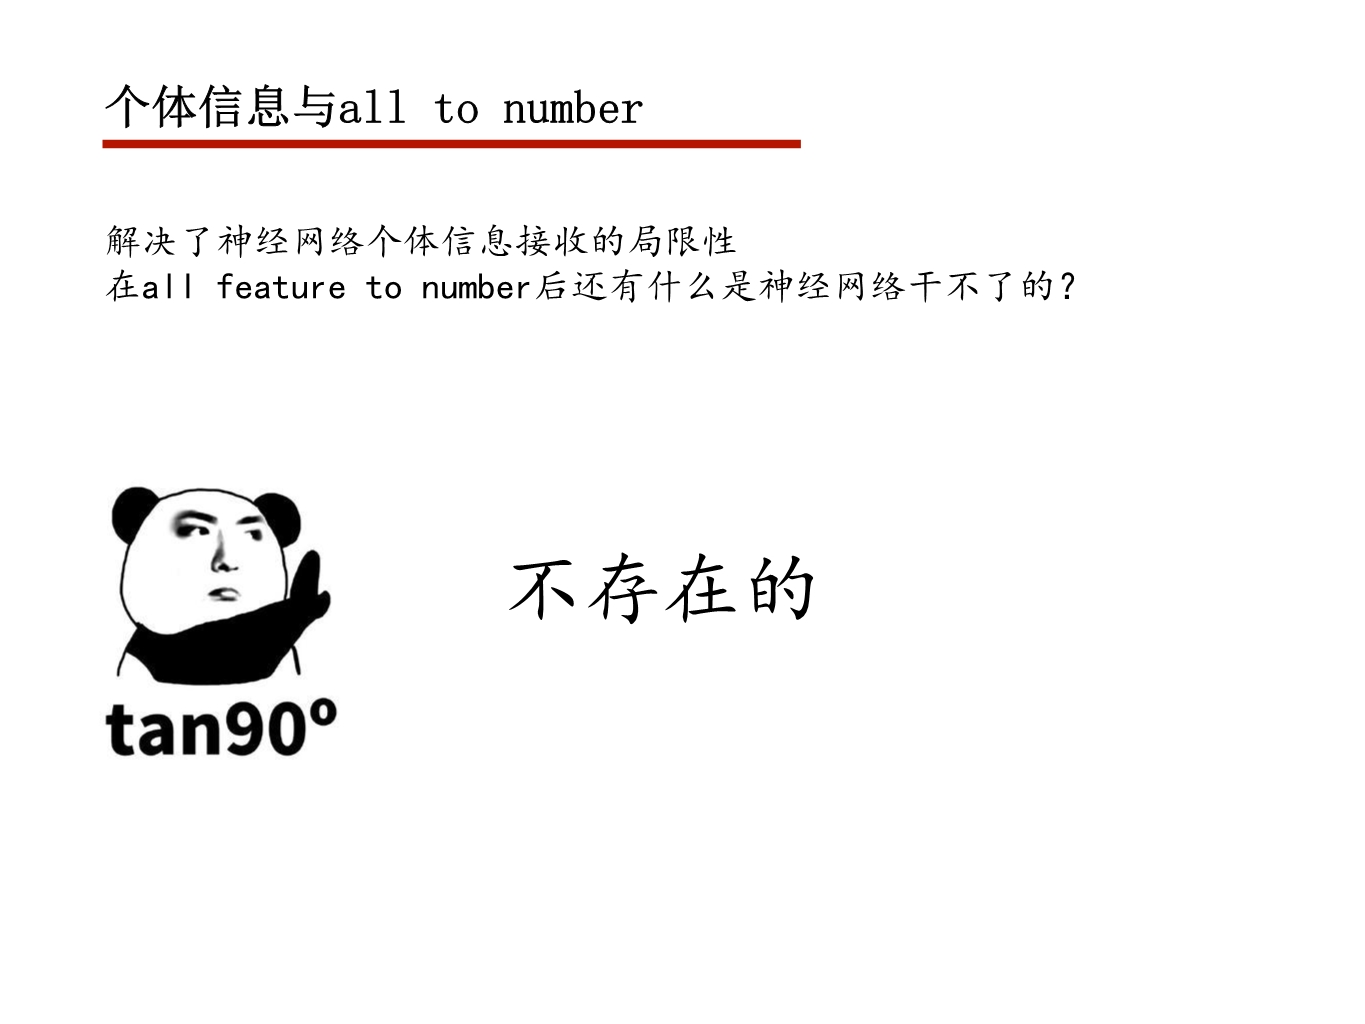 个体信息与all to number
解决了神经网络个体信息接收的局限性
在all feature to number后还有什么是神经网络干不了的？
不存在的
tan90º